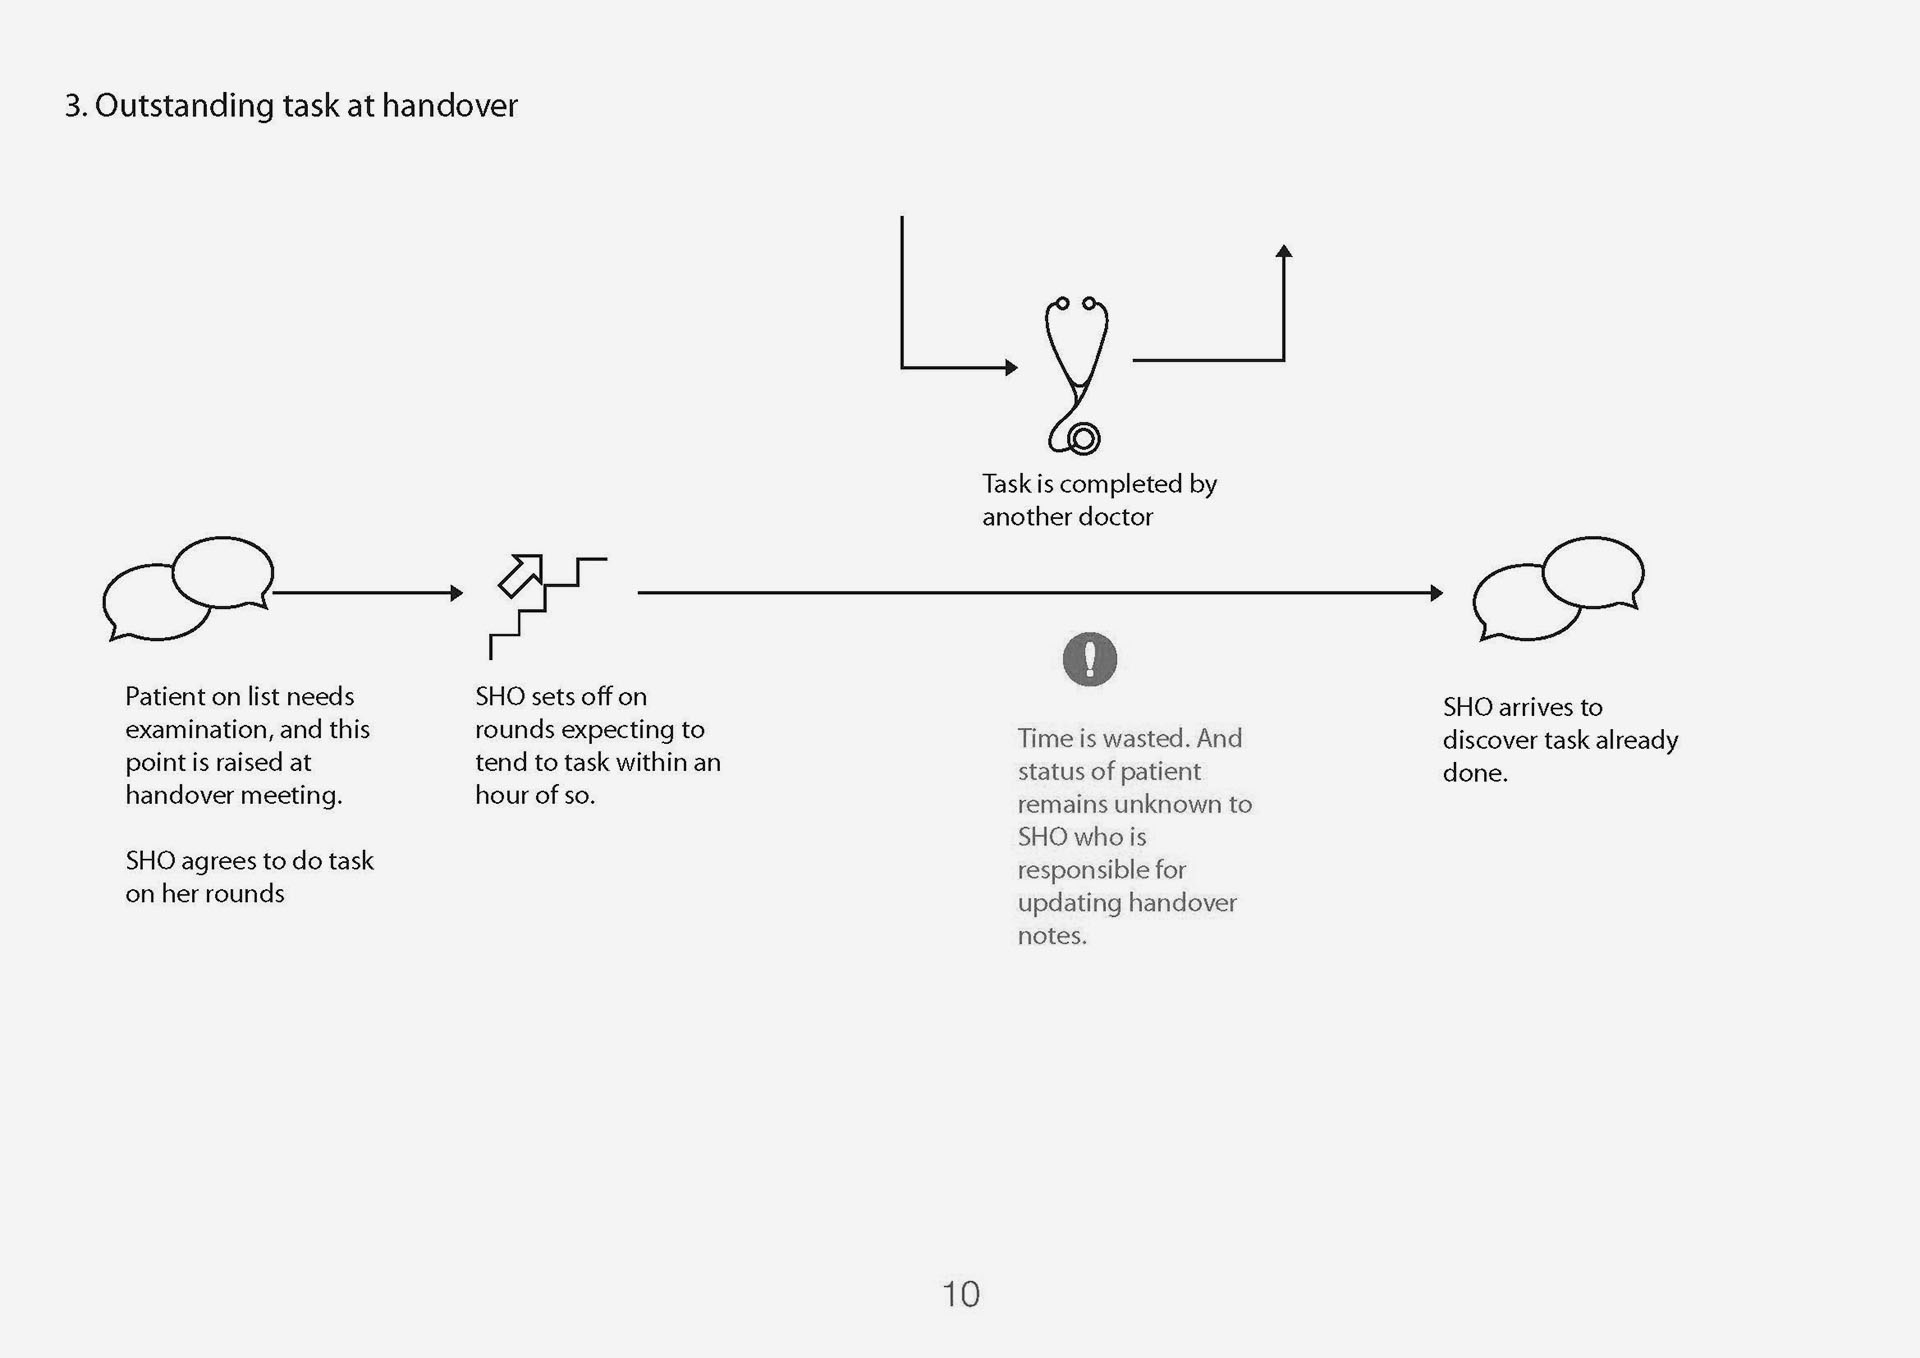 3. Outstanding task at handover
Task is completed by
another doctor
Patient on list needs
examination, and this
point is raised at
handover meeting.
SHO agrees to do task
on her rounds
SHO sets off on
rounds expecting to
tend to task within an
hour of so.
Time is wasted. And
status of patient
remains unknown to
SHO who is
responsible for
updating handover
notes.
SHO arrives to
discover task already
done.
10